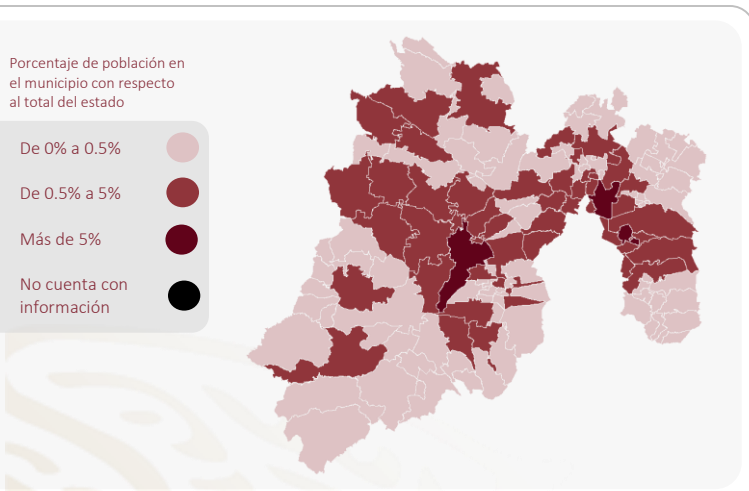 Porcentaje de población en
el municipio con respecto
al total del estado
De 0% a 0.5%
De 0.5% a 5%
Más de 5%
No cuenta con
información